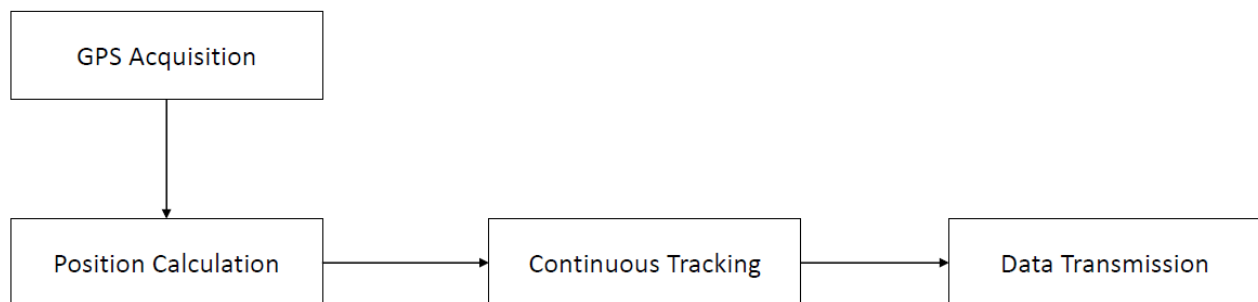 GPS Acquisition
Position Calculation
Continuous Tracking
Data Transmission